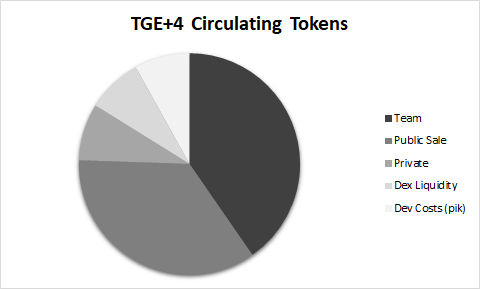 TGE+4 Circulating Tokens
Team
Public Sale
Private
Dex Liquidity
Dev Costs (pik)